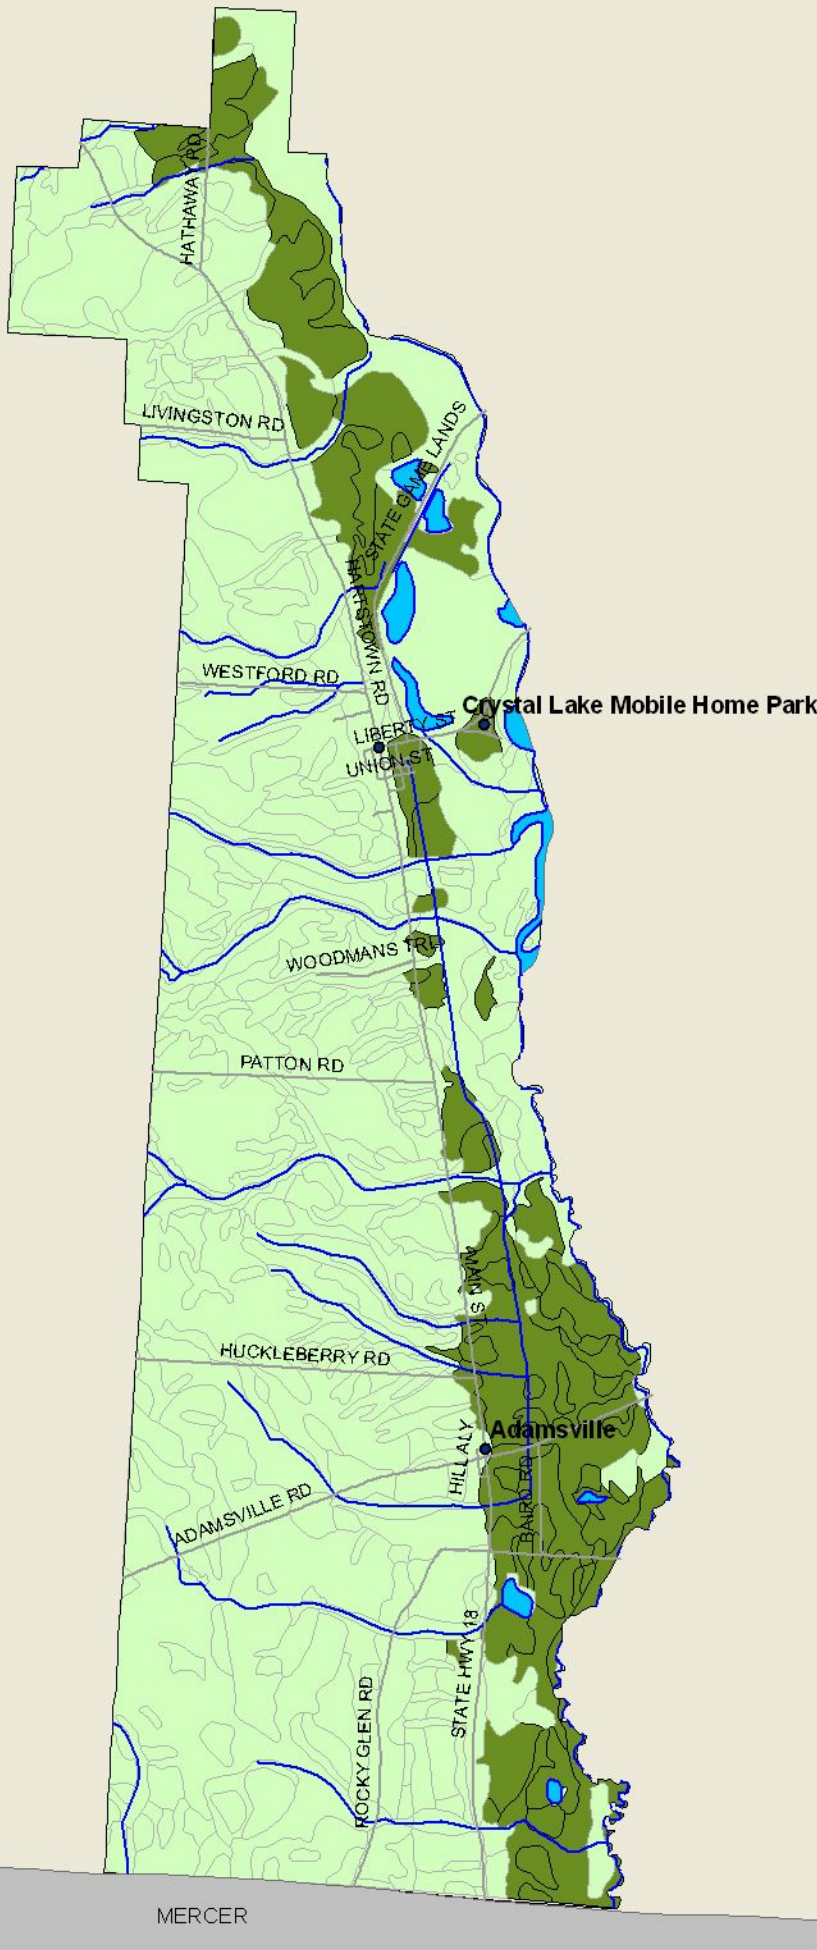 HATHAWAY RD
LIVINGSTON RD
STATE GAME LANDS
HARTSTOWN RD
WESTFORD RD
Crystal Lake Mobile Home Park
LIBERTY ST
UNION ST
WOODMANS TRL
PATTON RD
MAIN ST
HUCKLEBERRY RD
Adamsville
HILL ALY
BAIRD RD
ADAMSVILLE RD
STATE HWY 18
ROCKY GLEN RD
MERCER